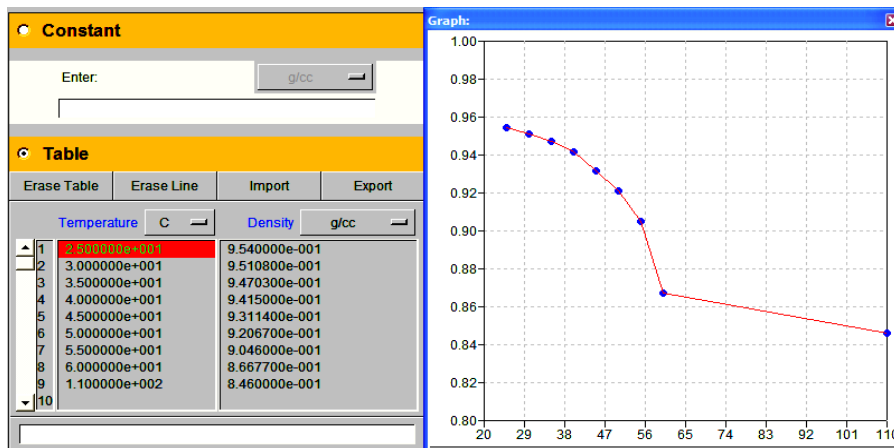 Constant
Enter: g/cc
Table
Erase Table Erase Line Import Export
Temperature C Density g/cc
1 2.500000e+001 9.540000e-001
2 3.000000e+001 9.510800e-001
3 3.500000e+001 9.470300e-001
4 4.000000e+001 9.415000e-001
5 4.500000e+001 9.311400e-001
6 5.000000e+001 9.206700e-001
7 5.500000e+001 9.046000e-001
8 6.000000e+001 8.667700e-001
9 1.100000e+002 8.460000e-001
10
Graph:
1.00
0.98
0.96
0.94
0.92
0.90
0.88
0.86
0.84
0.82
0.80
20 29 38 47 56 65 74 83 92 101 110